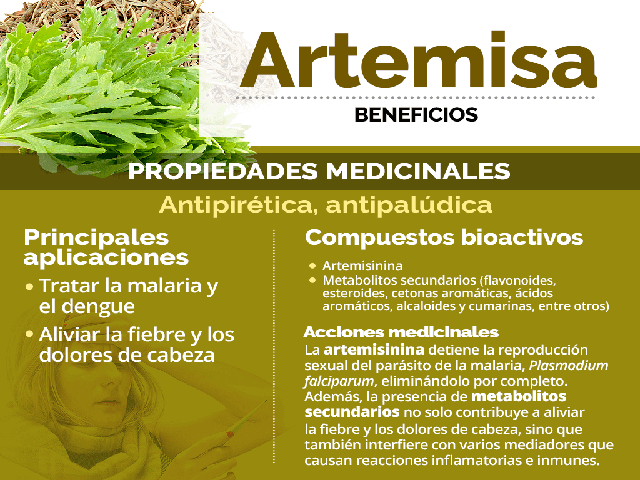 Artemisa
BENEFICIOS
PROPIEDADES MEDICINALES
Antipirética, antipalúdica
Principales
aplicaciones
• Tratar la malaria y
el dengue
• Aliviar la fiebre y los
dolores de cabeza
Compuestos bioactivos
◆ Artemisinina
◆ Metabolitos secundarios (flavonoides,
esteroides, cetonas aromáticas, ácidos
aromáticos, alcaloides y cumarinas, entre otros)
Acciones medicinales
La artemisinina detiene la reproducción
sexual del parásito de la malaria, Plasmodium
falciparum, eliminándolo por completo.
Además, la presencia de metabolitos
secundarios no solo contribuye a aliviar
la fiebre y los dolores de cabeza, sino que
también interfiere con varios mediadores que
causan reacciones inflamatorias e inmunes.